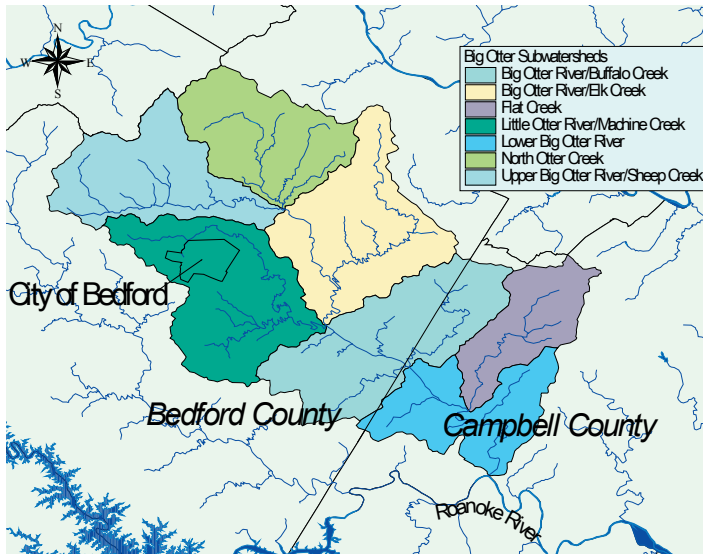 N
W E
S
Big Otter Subwatersheds
Big Otter River/Buffalo Creek
Big Otter River/Elk Creek
Flat Creek
Little Otter River/Machine Creek
Lower Big Otter River
North Otter Creek
Upper Big Otter River/Sheep Creek
City of Bedford
Bedford County
Campbell County
Roanoke River